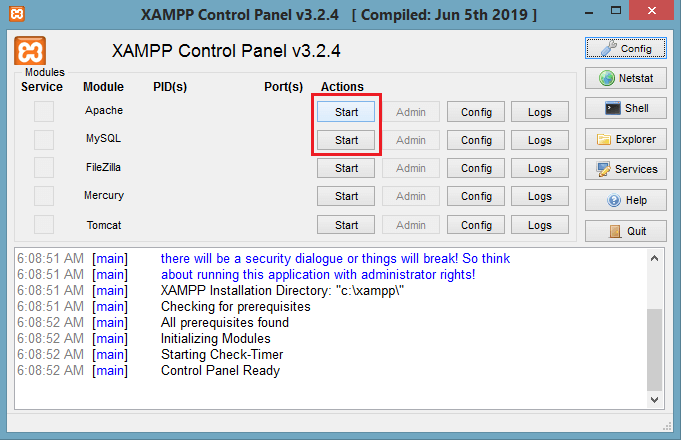 XAMPP Control Panel v3.2.4 [ Compiled: Jun 5th 2019 ]
XAMPP Control Panel v3.2.4
Config
Modules
Service Module PID(s) Port(s) Actions
Netstat
Apache Start Admin Config Logs
Shell
MySQL Start Admin Config Logs
Explorer
FileZilla Start Admin Config Logs
Services
Mercury Start Admin Config Logs
Help
Tomcat Start Admin Config Logs
Quit
6:08:51 AM [main] there will be a security dialogue or things will break! So think
6:08:51 AM [main] about running this application with administrator rights!
6:08:51 AM [main] XAMPP Installation Directory: "c:\xampp\"
6:08:51 AM [main] Checking for prerequisites
6:08:52 AM [main] All prerequisites found
6:08:52 AM [main] Initializing Modules
6:08:52 AM [main] Starting Check-Timer
6:08:52 AM [main] Control Panel Ready